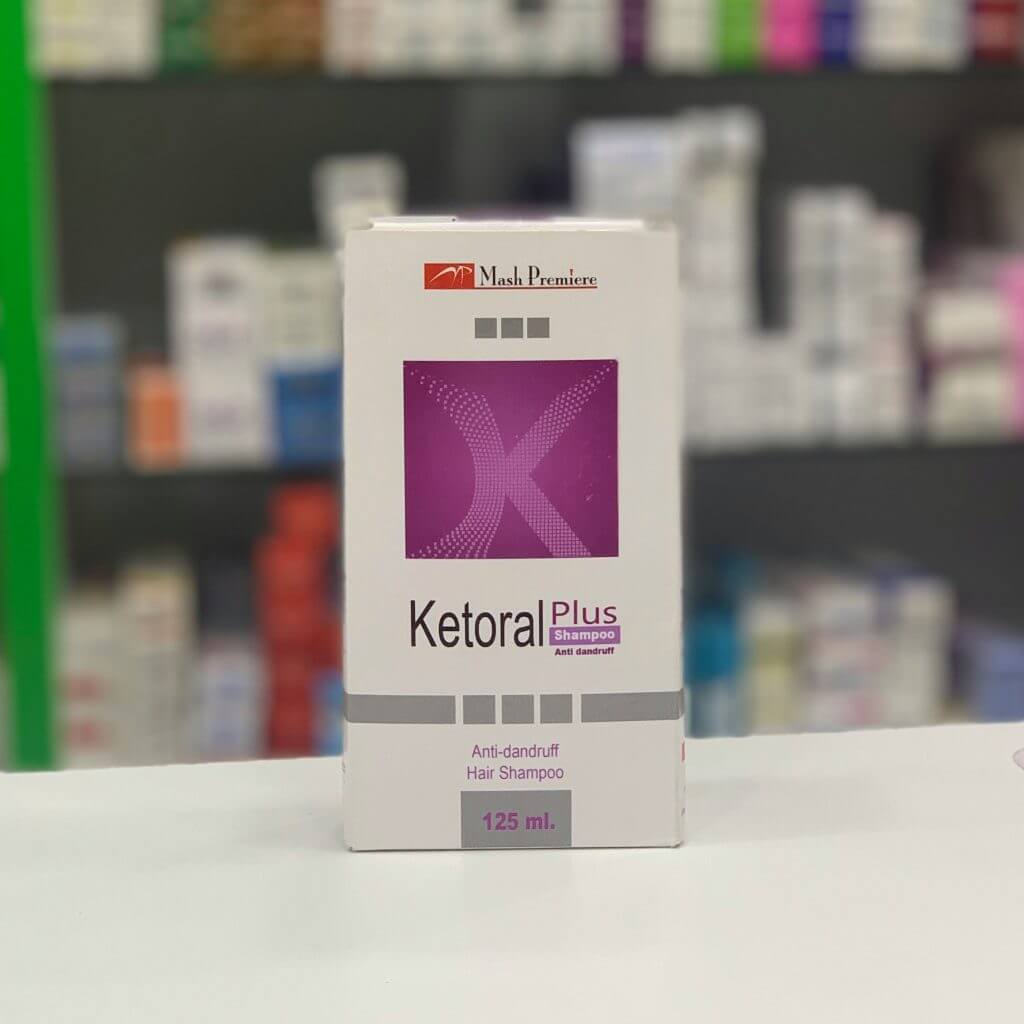 Mash Premiere
Ketoral Plus
Shampoo
Anti dandruff
Anti-dandruff
Hair Shampoo
125 ml.